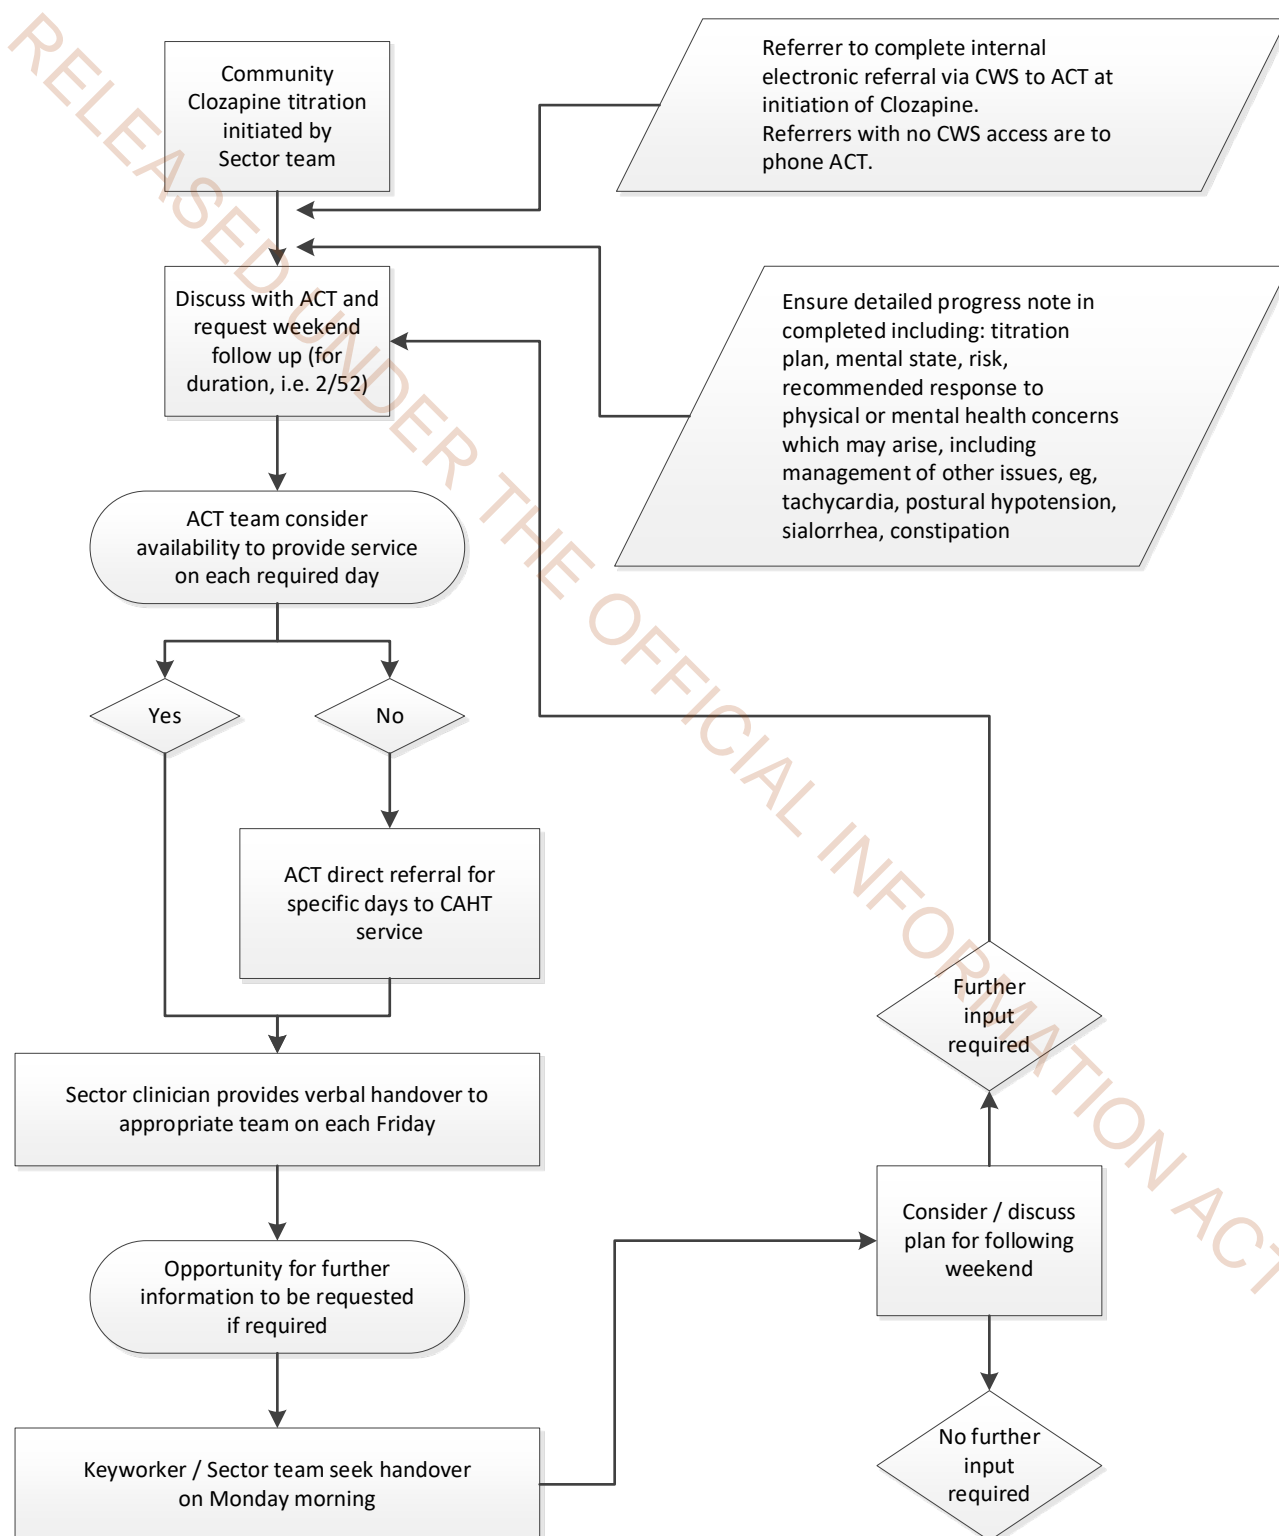 Community
Clozapine titration
initiated by
Sector team
Referrer to complete internal
electronic referral via CWS to ACT at
initiation of Clozapine.
Referrers with no CWS access are to
phone ACT.
Discuss with ACT and
request weekend
follow up (for
duration, i.e. 2/52)
Ensure detailed progress note in
completed including: titration
plan, mental state, risk,
recommended response to
physical or mental health concerns
which may arise, including
management of other issues, eg,
tachycardia, postural hypotension,
sialorrhea, constipation
ACT team consider
availability to provide service
on each required day
Yes
No
ACT direct referral for
specific days to CAHT
service
Sector clinician provides verbal handover to
appropriate team on each Friday
Opportunity for further
information to be requested
if required
Keyworker / Sector team seek handover
on Monday morning
Further
input
required
Consider / discuss
plan for following
weekend
No further
input
required
RELEASED UNDER THE OFFICIAL INFORMATION ACT